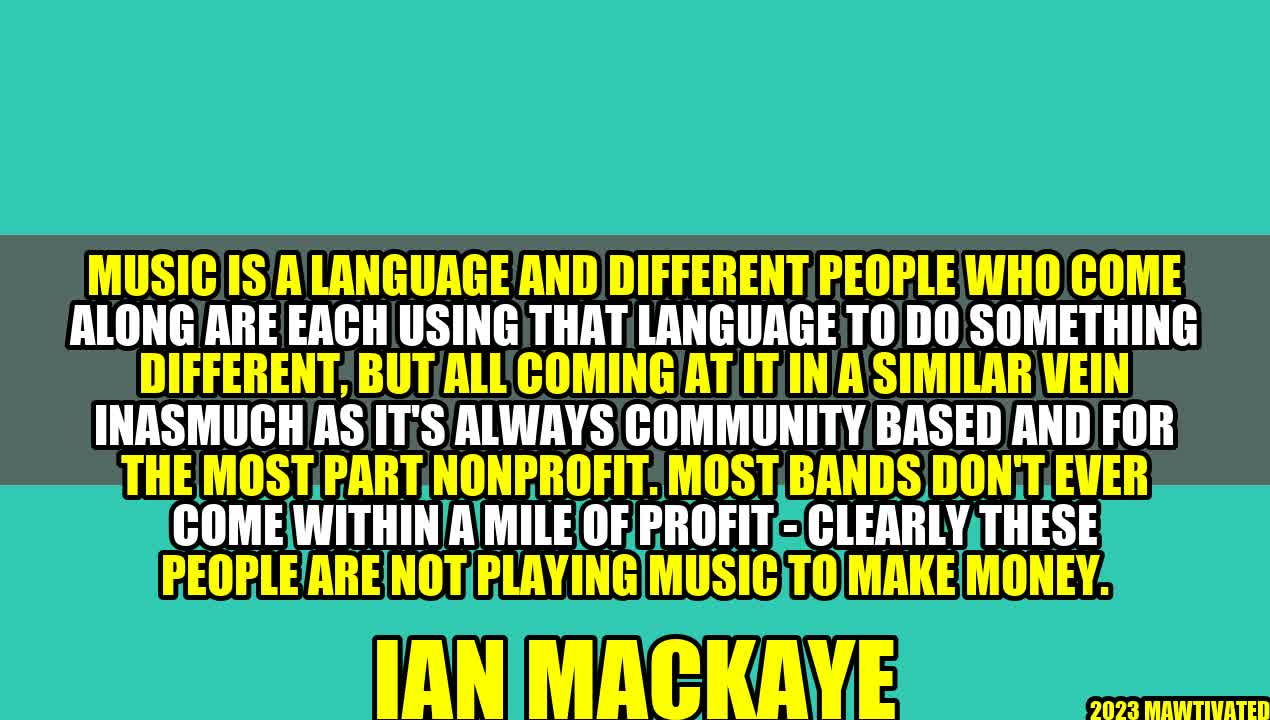 MUSIC IS A LANGUAGE AND DIFFERENT PEOPLE WHO COME
ALONG ARE EACH USING THAT LANGUAGE TO DO SOMETHING
DIFFERENT, BUT ALL COMING AT IT IN A SIMILAR VEIN
INASMUCH AS IT'S ALWAYS COMMUNITY BASED AND FOR
THE MOST PART NONPROFIT. MOST BANDS DON'T EVER
COME WITHIN A MILE OF PROFIT - CLEARLY THESE
PEOPLE ARE NOT PLAYING MUSIC TO MAKE MONEY.
IAN MACKAYE
2023 MAWTIVATED